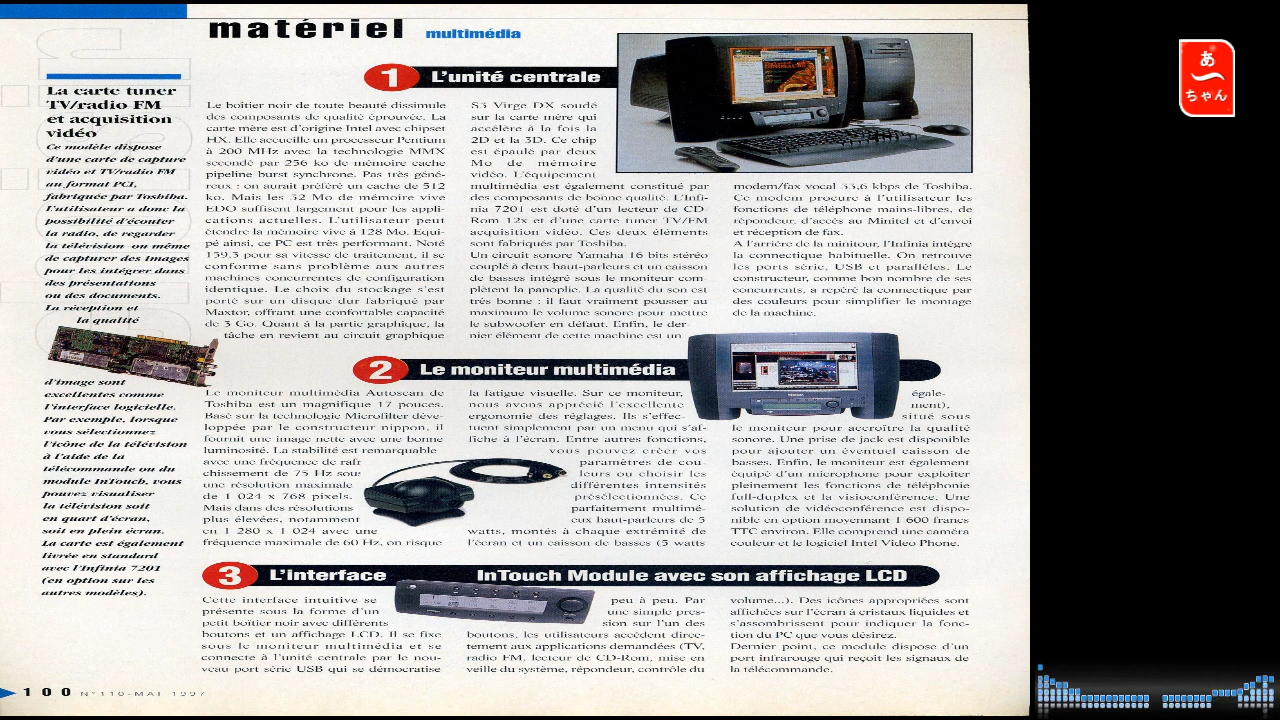 matériel multimédia
La carte tuner
TV/radio FM
et acquisition
vidéo
Ce modèle dispose
d'une carte de capture
vidéo et TV/radio FM
au format PCI,
fabriquée par Toshiba.
L'utilisateur a donc la
possibilité d'écouter
la radio, de regarder
la télévision ou même
de capturer des images
pour les intégrer dans
des présentations
ou des documents.
La réception et
la qualité
d'image sont
excellentes comme
l'interface logicielle.
Par exemple, lorsque
vous sélectionnez
l'icône de la télévision
à l'aide de la
télécommande ou du
module InTouch, vous
pouvez visualiser
la télévision soit
en quart d'écran,
soit en plein écran.
La carte est également
livrée en standard
avec l'Infinia 7201
(en option sur les
autres modèles).
1 L'unité centrale
Le boîtier noir de toute beauté dissimule
des composants de qualité éprouvée. La
carte mère est d'origine Intel avec chipset
HX. Elle accueille un processeur Pentium
à 200 MHz avec la technologie MMX
secondé par 256 ko de mémoire cache
pipeline burst synchrone. Pas très géné-
reux : on aurait préféré un cache de 512
ko. Mais les 32 Mo de mémoire vive
EDO suffisent largement pour les appli-
cations actuelles. L'utilisateur peut
étendre la mémoire vive à 128 Mo. Equi-
pé ainsi, ce PC est très performant. Noté
159,3 pour sa vitesse de traitement, il se
conforme sans problème aux autres
machines concurrentes de configuration
identique. Le choix du stockage s'est
porté sur un disque dur fabriqué par
Maxtor, offrant une confortable capacité
de 3 Go. Quant à la partie graphique, la
tâche en revient au circuit graphique
S3 Virge DX soudé
sur la carte mère qui
accélère à la fois la
2D et la 3D. Ce chip
est épaulé par deux
Mo de mémoire
vidéo. L'équipement
multimédia est également constitué par
des composants de bonne qualité. L'Infi-
nia 7201 est doté d'un lecteur de CD-
Rom 12x et d'une carte tuner TV/FM
acquisition vidéo. Ces deux éléments
sont fabriqués par Toshiba.
Un circuit sonore Yamaha 16 bits stéréo
couplé à deux haut-parleurs et un caisson
de basses intégré sous le moniteur com-
plètent la panoplie. La qualité du son est
très bonne : il faut vraiment pousser au
maximum le volume sonore pour mettre
le subwoofer en défaut. Enfin, le der-
nier élément de cette machine est un
modem/fax vocal 33,6 kbps de Toshiba.
Ce modem procure à l'utilisateur les
fonctions de téléphone mains-libres, de
répondeur, d'accès au Minitel et d'envoi
et réception de fax.
A l'arrière de la minitour, l'Infinia intègre
la connectique habituelle. On retrouve
les ports série, USB et parallèles. Le
constructeur, comme bon nombre de ses
concurrents, a repéré la connectique par
des couleurs pour simplifier le montage
de la machine.
2 Le moniteur multimédia
Le moniteur multimédia Autoscan de
Toshiba est un magnifique 17 pouces.
Basé sur la technologie Microfilter déve-
loppée par le constructeur nippon, il
fournit une image nette avec une bonne
luminosité. La stabilité est remarquable
avec une fréquence de rafr
chissement de 75 Hz sous
une résolution maximale
de 1 024 x 768 pixels.
Mais dans des résolutions
plus élevées, notamment
en 1 280 x 1 024 avec une
fréquence maximale de 60 Hz, on risque
la fatigue visuelle. Sur ce moniteur,
nous avons apprécié l'excellente
ergonomie des réglages. Ils s'effec-
tuent simplement par un menu qui s'af-
fiche à l'écran. Entre autres fonctions,
vous pouvez créer vos
paramètres de cou-
leurs ou choisir les
différentes intensités
présélectionnées. Ce
parfaitement multimé-
eux haut-parleurs de 5
watts, montés à chaque extrémité de
l'écran et un caisson de basses (5 watts
égale-
ment),
situé sous
le moniteur pour accroître la qualité
sonore. Une prise de jack est disponible
pour ajouter un éventuel caisson de
basses. Enfin, le moniteur est également
équipé d'un microphone pour exploiter
pleinement les fonctions de téléphonie
full-duplex et la visioconférence. Une
solution de vidéoconférence est dispo-
nible en option moyennant 1 600 francs
TTC environ. Elle comprend une caméra
couleur et le logiciel Intel Video Phone.
3 L'interface InTouch Module avec son affichage LCD
Cette interface intuitive se
présente sous la forme d'un
petit boîtier noir avec différents
boutons et un affichage LCD. Il se fixe
sous le moniteur multimédia et se
connecte à l'unité centrale par le nou-
veau port série USB qui se démocratise
peu à peu. Par
une simple pres-
sion sur l'un des
boutons, les utilisateurs accèdent direc-
tement aux applications demandées (TV,
radio FM, lecteur de CD-Rom, mise en
veille du système, répondeur, contrôle du
volume...). Des icônes appropriées sont
affichées sur l'écran à cristaux liquides et
s'assombrissent pour indiquer la fonc-
tion du PC que vous désirez.
Dernier point, ce module dispose d'un
port infrarouge qui reçoit les signaux de
la télécommande.
100 N°110-MAI 1997
あーちゃん